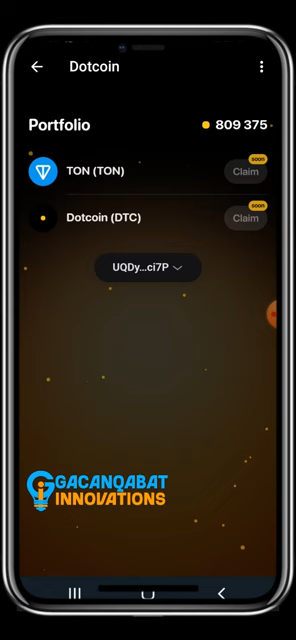 Dotcoin
Portfolio
809 375
soon
TON (TON)
Claim
soon
Dotcoin (DTC)
Claim
UQDy...ci7P
GACANQABAT
INNOVATIONS